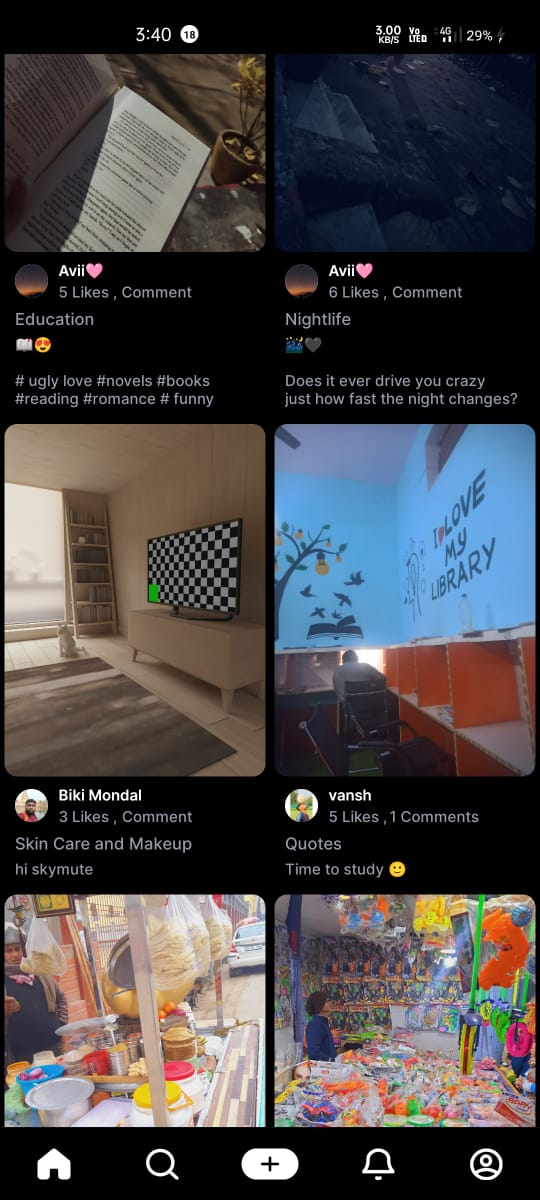 3:40 18 3.00 KB/S Vo LTE 4G 29%
Avii🩷
5 Likes , Comment
Education
📖😍
# ugly love #novels #books
#reading #romance # funny
Avii🩷
6 Likes , Comment
Nightlife
🌃🖤
Does it ever drive you crazy
just how fast the night changes?
I♥LOVE
MY
LIBRARY
Biki Mondal
3 Likes , Comment
Skin Care and Makeup
hi skymute
vansh
5 Likes , 1 Comments
Quotes
Time to study 🙂